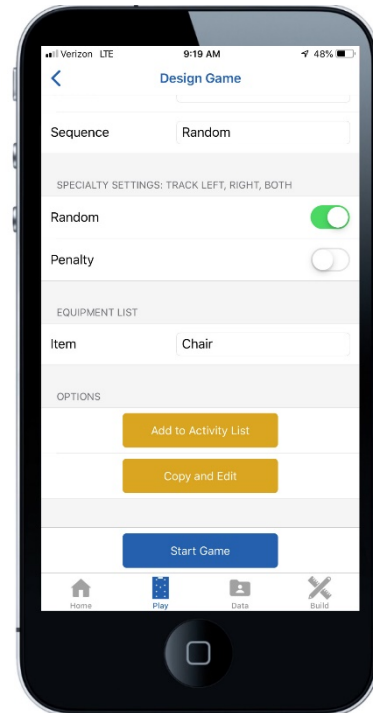 Verizon LTE 9:19 AM 48%
Design Game
Sequence Random
SPECIALTY SETTINGS: TRACK LEFT, RIGHT, BOTH
Random
Penalty
EQUIPMENT LIST
Item Chair
OPTIONS
Add to Activity List
Copy and Edit
Start Game
Home Play Data Build